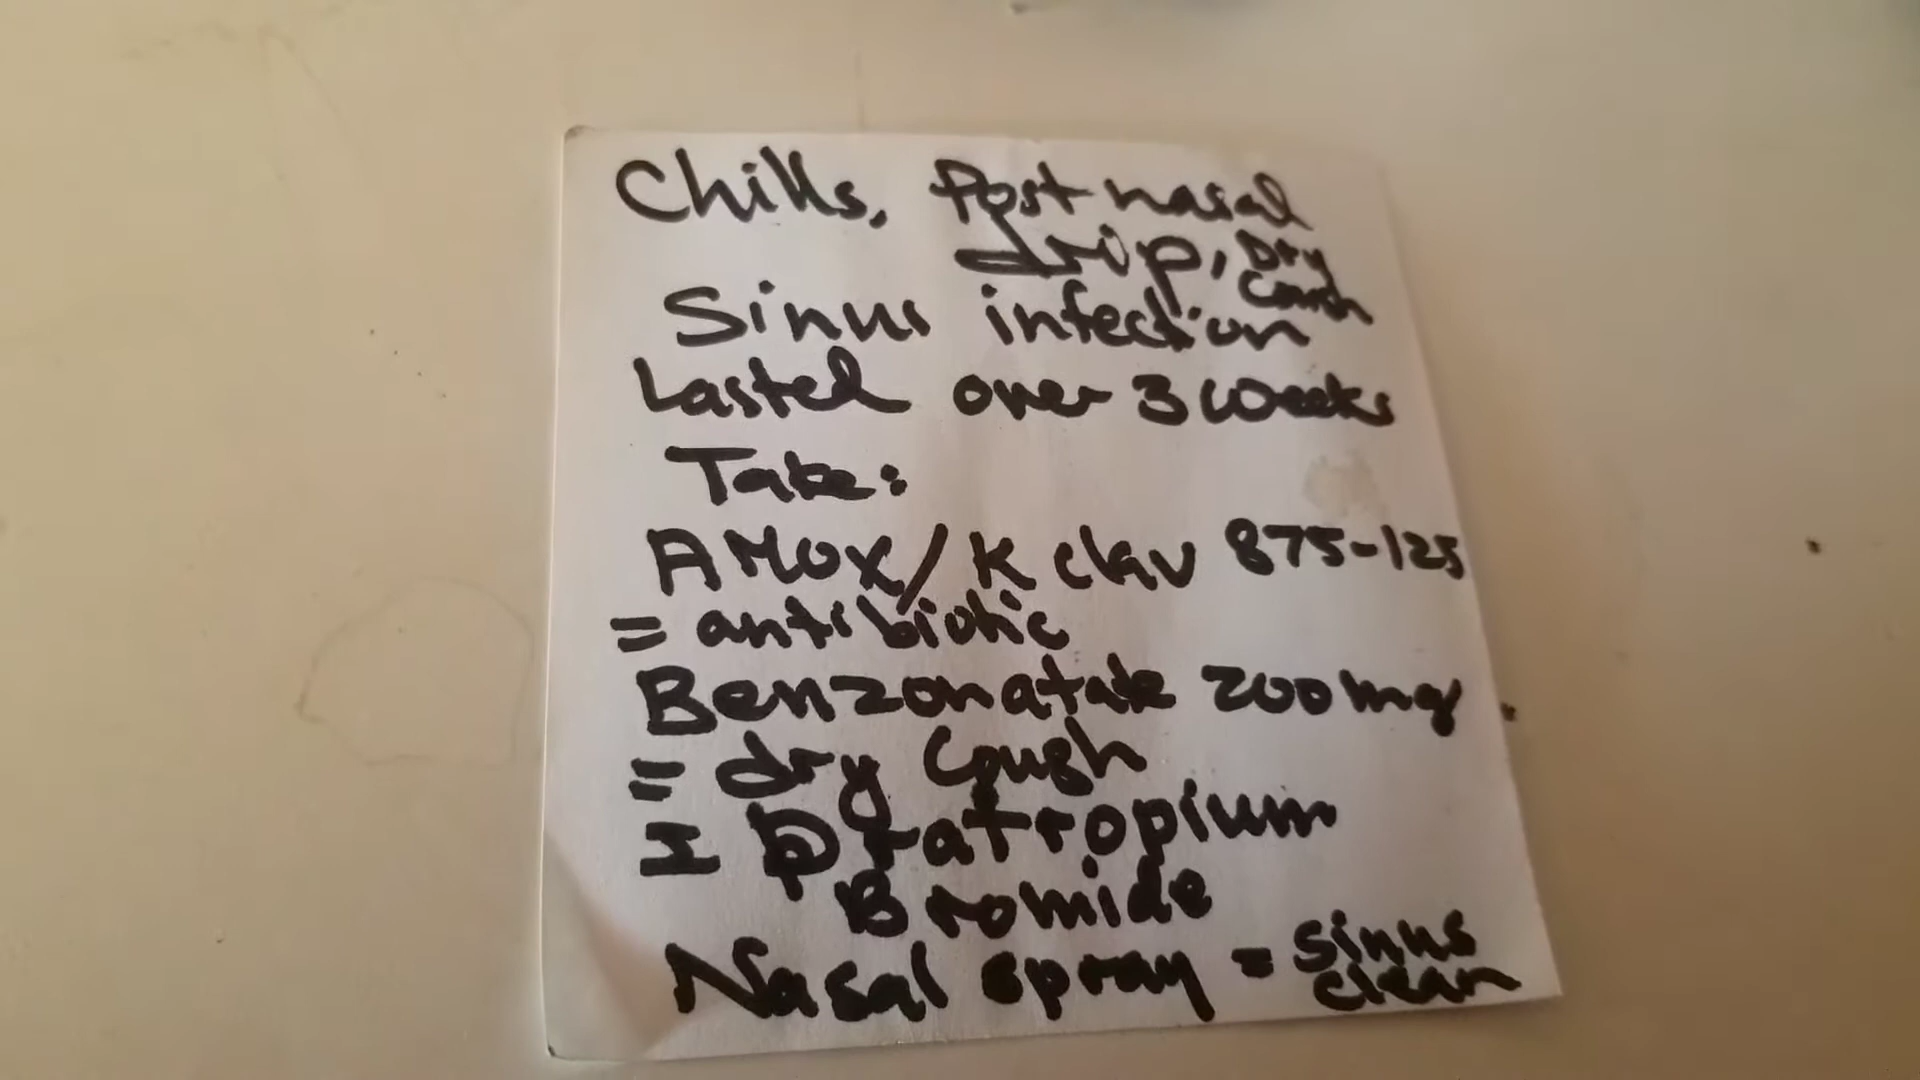 Chills, Post nasal
drip, Dry
Cough
Sinus infection
Lasted over 3 weeks
Take:
AMOX/K clav 875-125
= antibiotic
Benzonatate 200mg
= dry Cough
I pratropium
Bromide
Nasal spray = sinus
clean